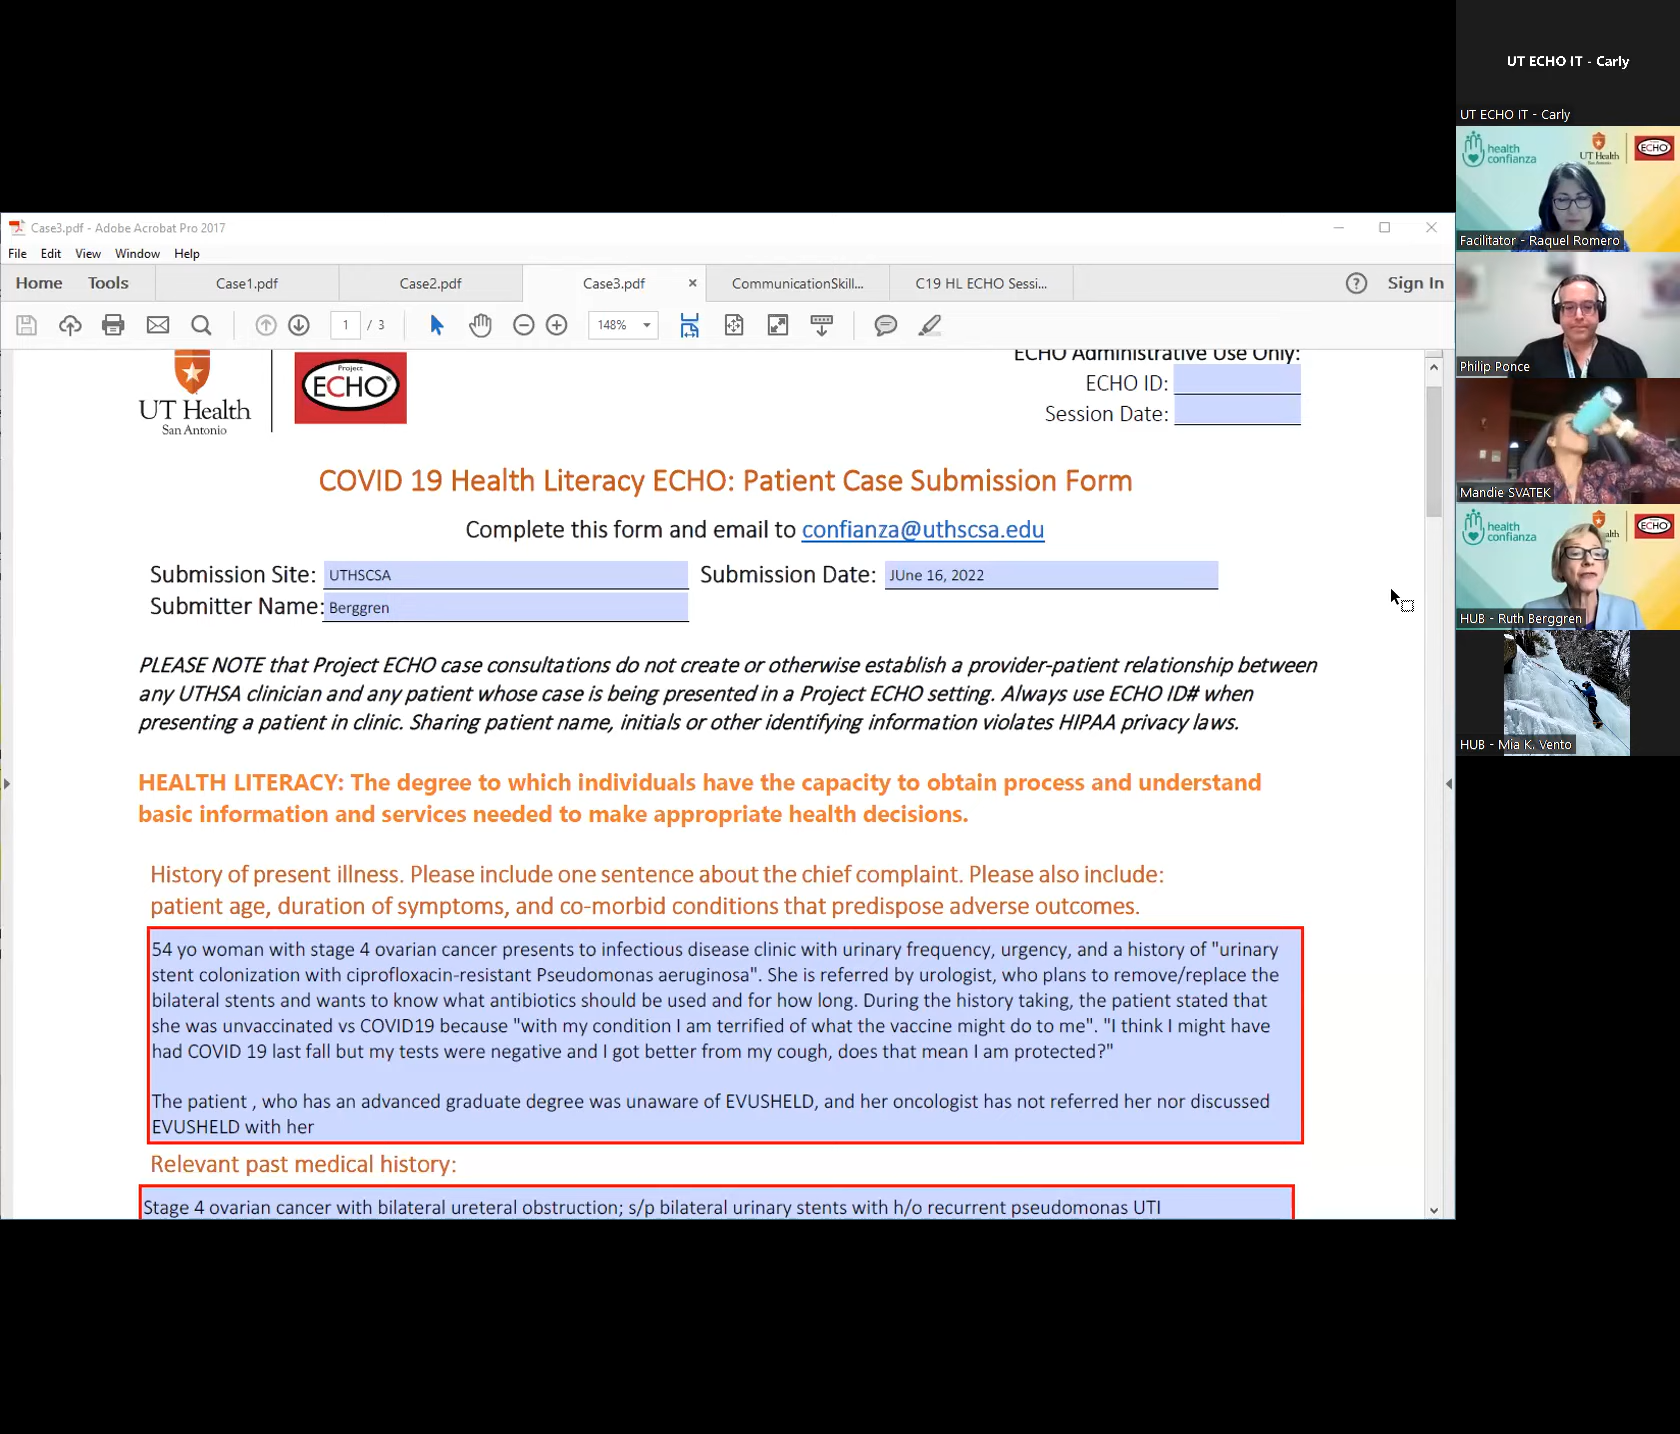 Case3.pdf - Adobe Acrobat Pro 2017
File Edit View Window Help
Home Tools Case1.pdf Case2.pdf Case3.pdf × CommunicationSkill... C19 HL ECHO Sessi... ? Sign In
1 / 3 148%
UT Health
San Antonio
Project
ECHO®
ECHO Administrative Use Only:
ECHO ID:
Session Date:
COVID 19 Health Literacy ECHO: Patient Case Submission Form
Complete this form and email to confianza@uthscsa.edu
Submission Site: UTHSCSA Submission Date: JUne 16, 2022
Submitter Name: Berggren
PLEASE NOTE that Project ECHO case consultations do not create or otherwise establish a provider-patient relationship between
any UTHSA clinician and any patient whose case is being presented in a Project ECHO setting. Always use ECHO ID# when
presenting a patient in clinic. Sharing patient name, initials or other identifying information violates HIPAA privacy laws.
HEALTH LITERACY: The degree to which individuals have the capacity to obtain process and understand
basic information and services needed to make appropriate health decisions.
History of present illness. Please include one sentence about the chief complaint. Please also include:
patient age, duration of symptoms, and co-morbid conditions that predispose adverse outcomes.
54 yo woman with stage 4 ovarian cancer presents to infectious disease clinic with urinary frequency, urgency, and a history of "urinary
stent colonization with ciprofloxacin-resistant Pseudomonas aeruginosa". She is referred by urologist, who plans to remove/replace the
bilateral stents and wants to know what antibiotics should be used and for how long. During the history taking, the patient stated that
she was unvaccinated vs COVID19 because "with my condition I am terrified of what the vaccine might do to me". "I think I might have
had COVID 19 last fall but my tests were negative and I got better from my cough, does that mean I am protected?"
The patient , who has an advanced graduate degree was unaware of EVUSHELD, and her oncologist has not referred her nor discussed
EVUSHELD with her
Relevant past medical history:
Stage 4 ovarian cancer with bilateral ureteral obstruction; s/p bilateral urinary stents with h/o recurrent pseudomonas UTI
UT ECHO IT - Carly
UT ECHO IT - Carly
health
confianza
UT Health
San Antonio
ECHO
Facilitator - Raquel Romero
Philip Ponce
Mandie SVATEK
health
confianza
ECHO
HUB - Ruth Berggren
HUB - Mia K. Vento